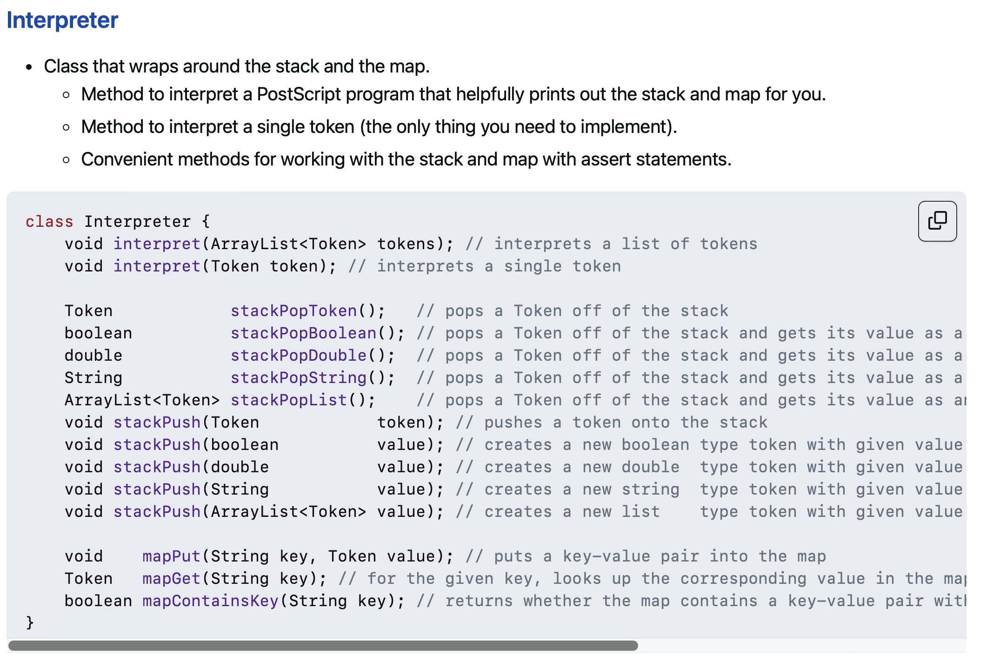 Interpreter
• Class that wraps around the stack and the map.
◦ Method to interpret a PostScript program that helpfully prints out the stack and map for you.
◦ Method to interpret a single token (the only thing you need to implement).
◦ Convenient methods for working with the stack and map with assert statements.
class Interpreter {
    void interpret(ArrayList<Token> tokens); // interprets a list of tokens
    void interpret(Token token); // interprets a single token
    Token            stackPopToken();   // pops a Token off of the stack
    boolean          stackPopBoolean(); // pops a Token off of the stack and gets its value as a
    double           stackPopDouble();  // pops a Token off of the stack and gets its value as a
    String           stackPopString();  // pops a Token off of the stack and gets its value as a
    ArrayList<Token> stackPopList();    // pops a Token off of the stack and gets its value as
    void stackPush(Token            token); // pushes a token onto the stack
    void stackPush(boolean          value); // creates a new boolean type token with given value
    void stackPush(double           value); // creates a new double  type token with given value
    void stackPush(String           value); // creates a new string  type token with given value
    void stackPush(ArrayList<Token> value); // creates a new list    type token with given value
    void    mapPut(String key, Token value); // puts a key-value pair into the map
    Token   mapGet(String key); // for the given key, looks up the corresponding value in the
    boolean mapContainsKey(String key); // returns whether the map contains a key-value pair
}